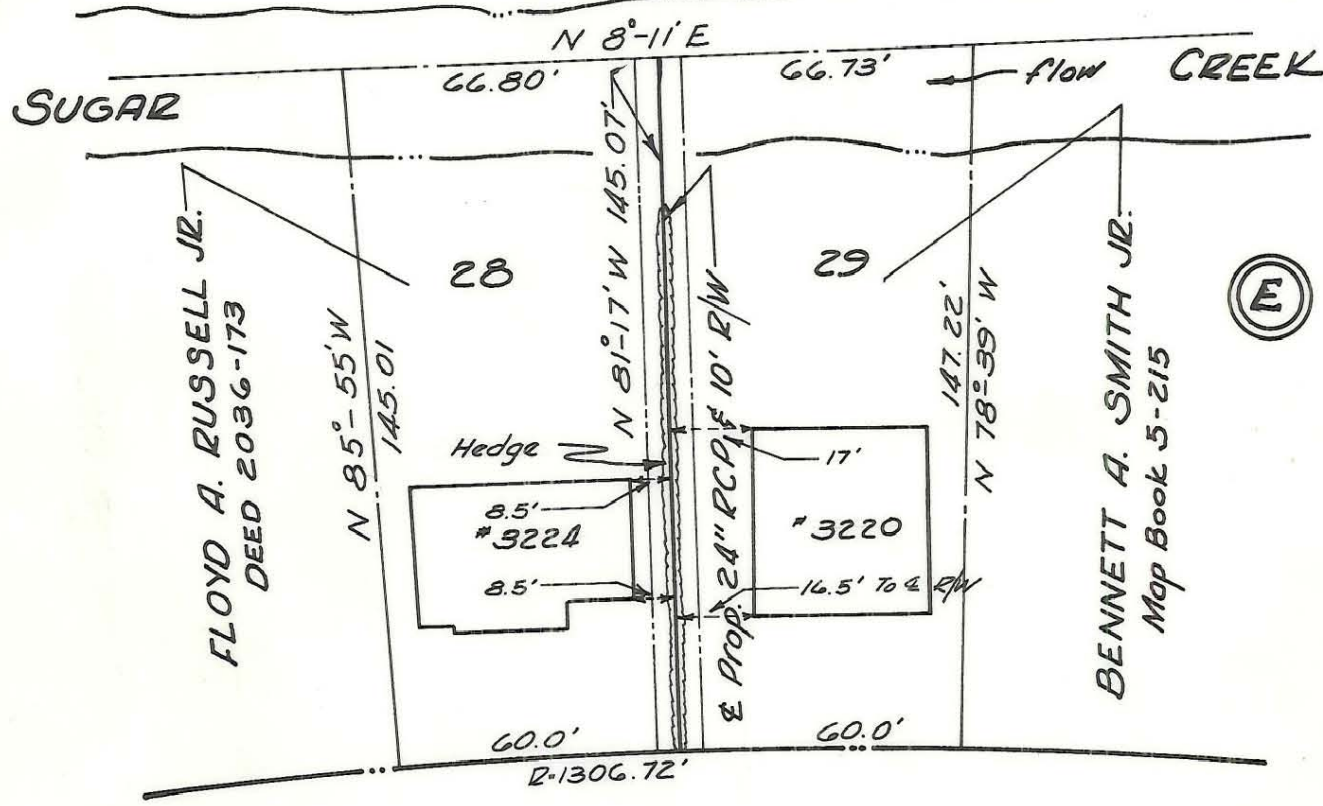 N 8°-11' E
66.80'
66.73'
flow
SUGAR
CREEK
FLOYD A. RUSSELL JR.
DEED 2036-173
N 85°-55' W
145.01
28
N 81°-17' W 145.07'
℄ Prop. 24" RCP & 10' R/W
29
147.22'
N 78°-39' W
BENNETT A. SMITH JR.
Map Book 5-215
E
Hedge
17'
8.5'
#3224
#3220
8.5'
16.5' To ℄ R/W
60.0'
60.0'
R=1306.72'